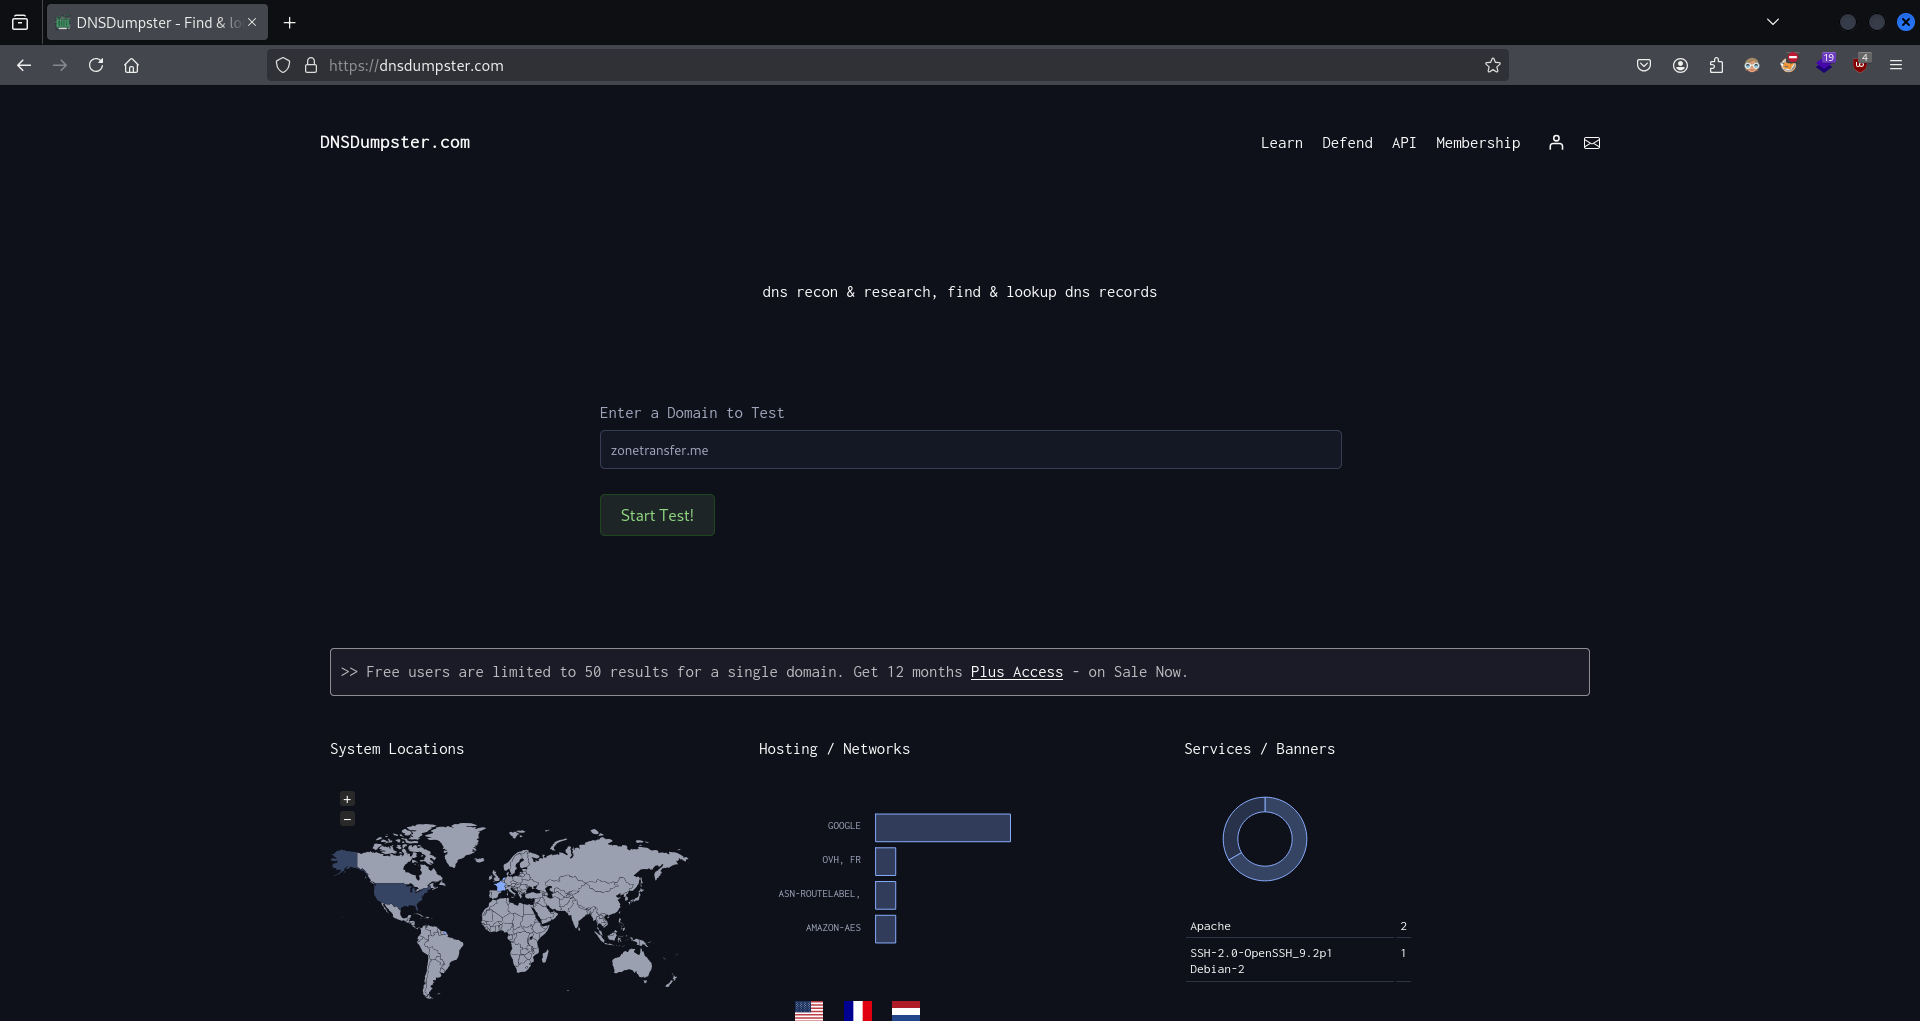 DNSDumpster - Find & lo
https://dnsdumpster.com
19
4
DNSDumpster.com
Learn Defend API Membership
dns recon & research, find & lookup dns records
Enter a Domain to Test
zonetransfer.me
Start Test!
>> Free users are limited to 50 results for a single domain. Get 12 months Plus Access - on Sale Now.
System Locations
Hosting / Networks
Services / Banners
+
−
GOOGLE
OVH, FR
ASN-ROUTELABEL,
AMAZON-AES
Apache 2
SSH-2.0-OpenSSH_9.2p1 1
Debian-2